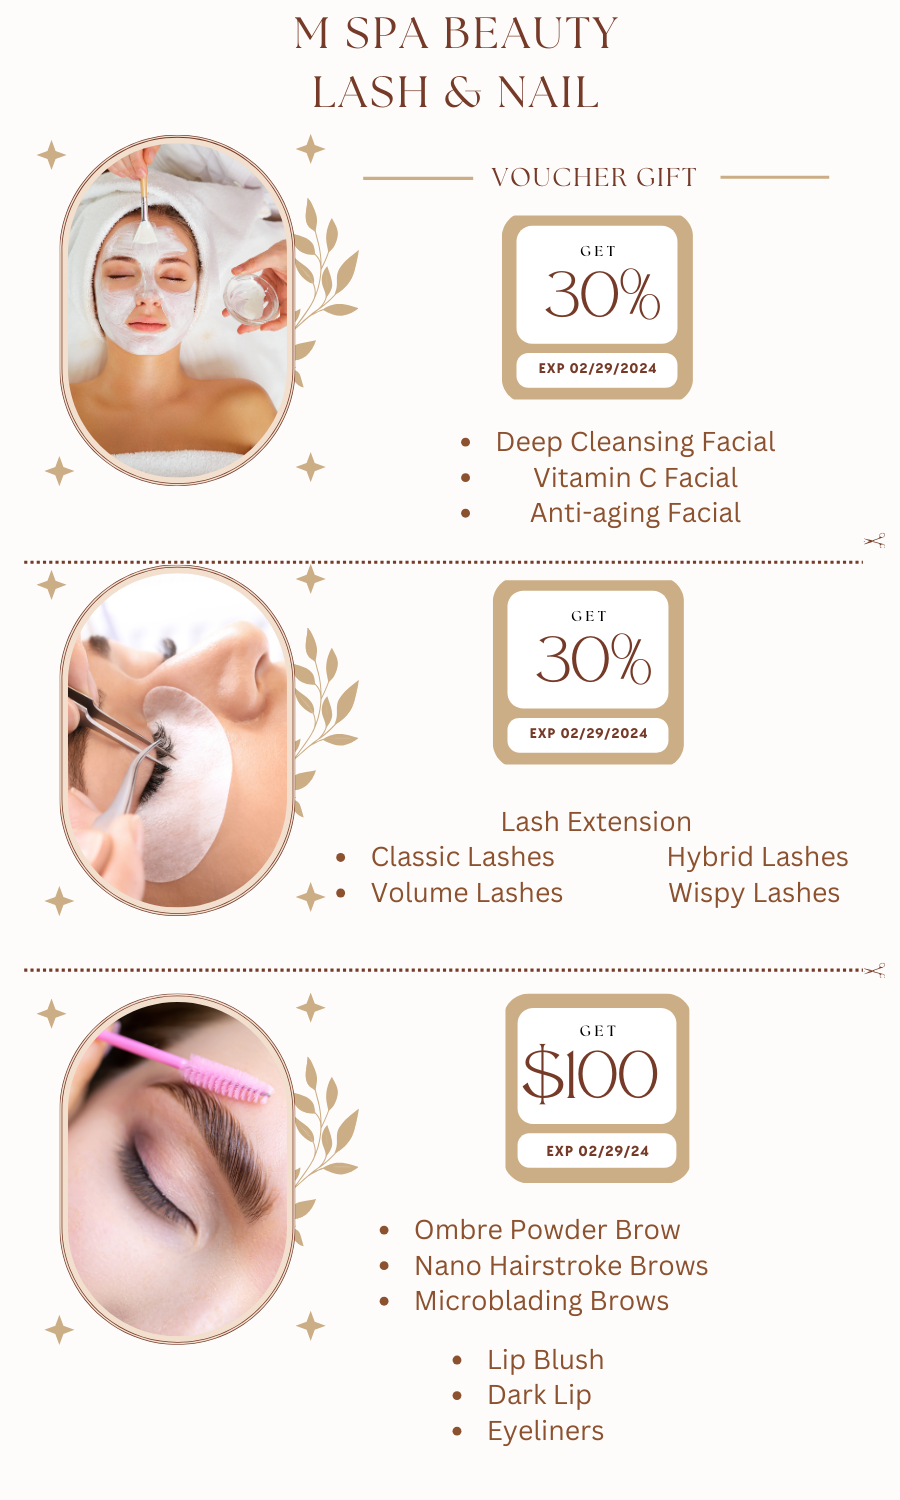 M SPA BEAUTY
LASH & NAIL
VOUCHER GIFT
GET
30%
EXP 02/29/2024
• Deep Cleansing Facial
• Vitamin C Facial
• Anti-aging Facial
GET
30%
EXP 02/29/2024
Lash Extension
• Classic Lashes Hybrid Lashes
• Volume Lashes Wispy Lashes
GET
$100
EXP 02/29/24
• Ombre Powder Brow
• Nano Hairstroke Brows
• Microblading Brows
• Lip Blush
• Dark Lip
• Eyeliners